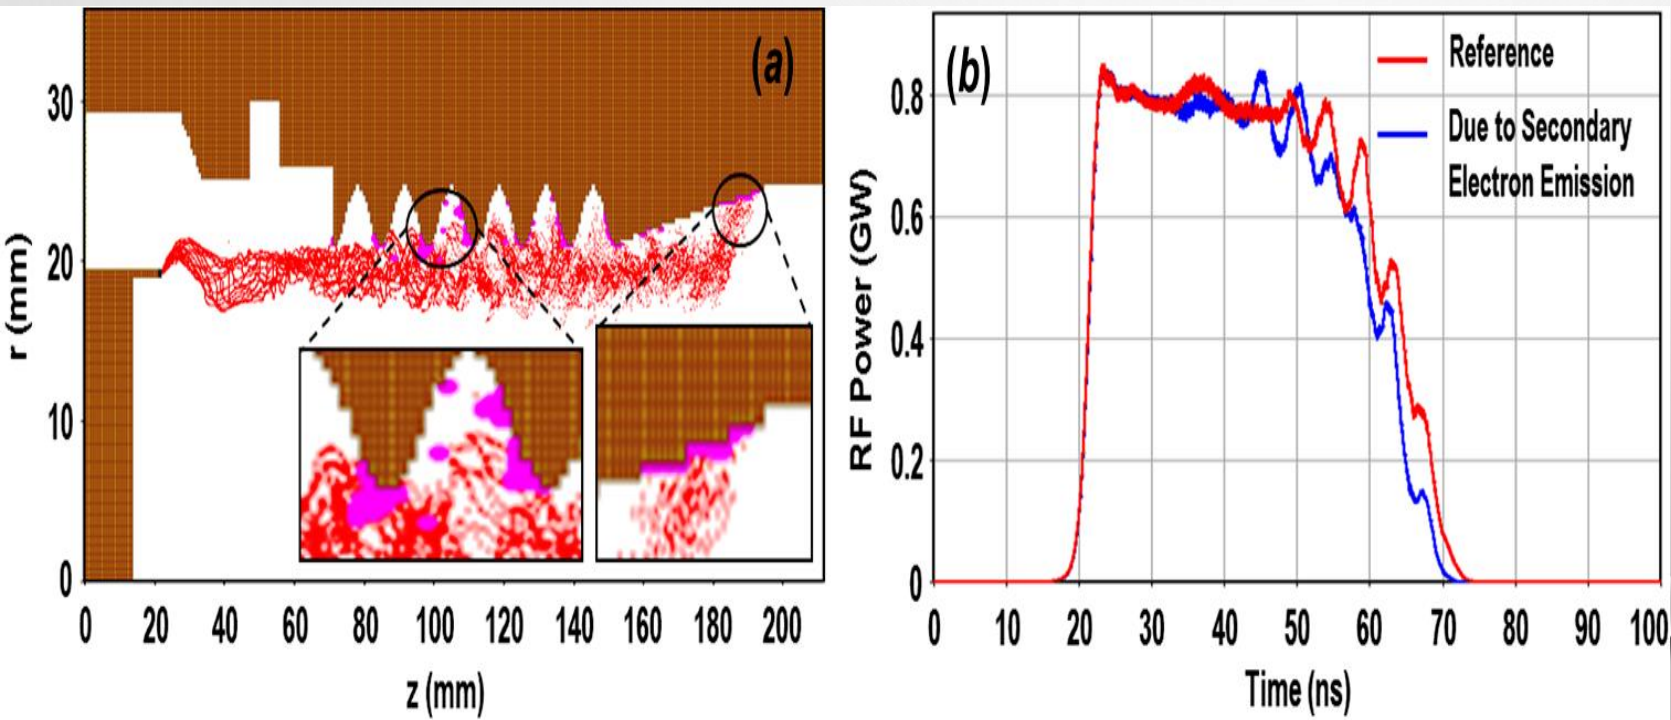 (a)
r (mm)
30
20
10
0
0 20 40 60 80 100 120 140 160 180 200
z (mm)
(b)
Reference
Due to Secondary
Electron Emission
RF Power (GW)
0.8
0.6
0.4
0.2
0
0 10 20 30 40 50 60 70 80 90 100
Time (ns)